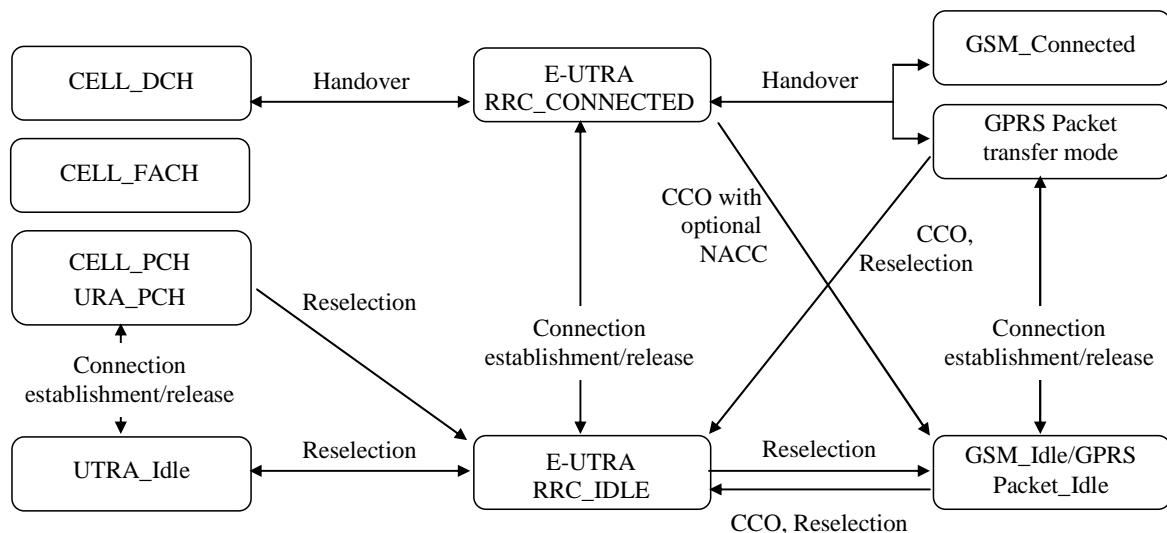 GSM_Connected
CELL_DCH
Handover
E-UTRA
RRC_CONNECTED
Handover
GPRS Packet
transfer mode
CELL_FACH
CCO with
optional
NACC
CCO,
Reselection
CELL_PCH
URA_PCH
Reselection
Connection
establishment/release
Connection
establishment/release
Connection
establishment/release
UTRA_Idle
Reselection
E-UTRA
RRC_IDLE
Reselection
GSM_Idle/GPRS
Packet_Idle
CCO, Reselection